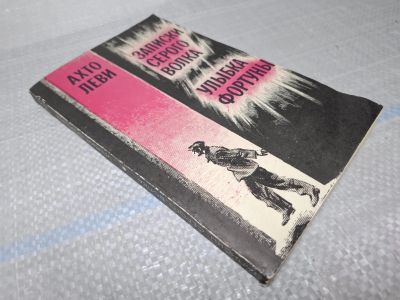 АХТО
ЛЕВИ
ЗАПИСКИ
СЕРОГО
ВОЛКА
УЛЫБКА
ФОРТУНЫ